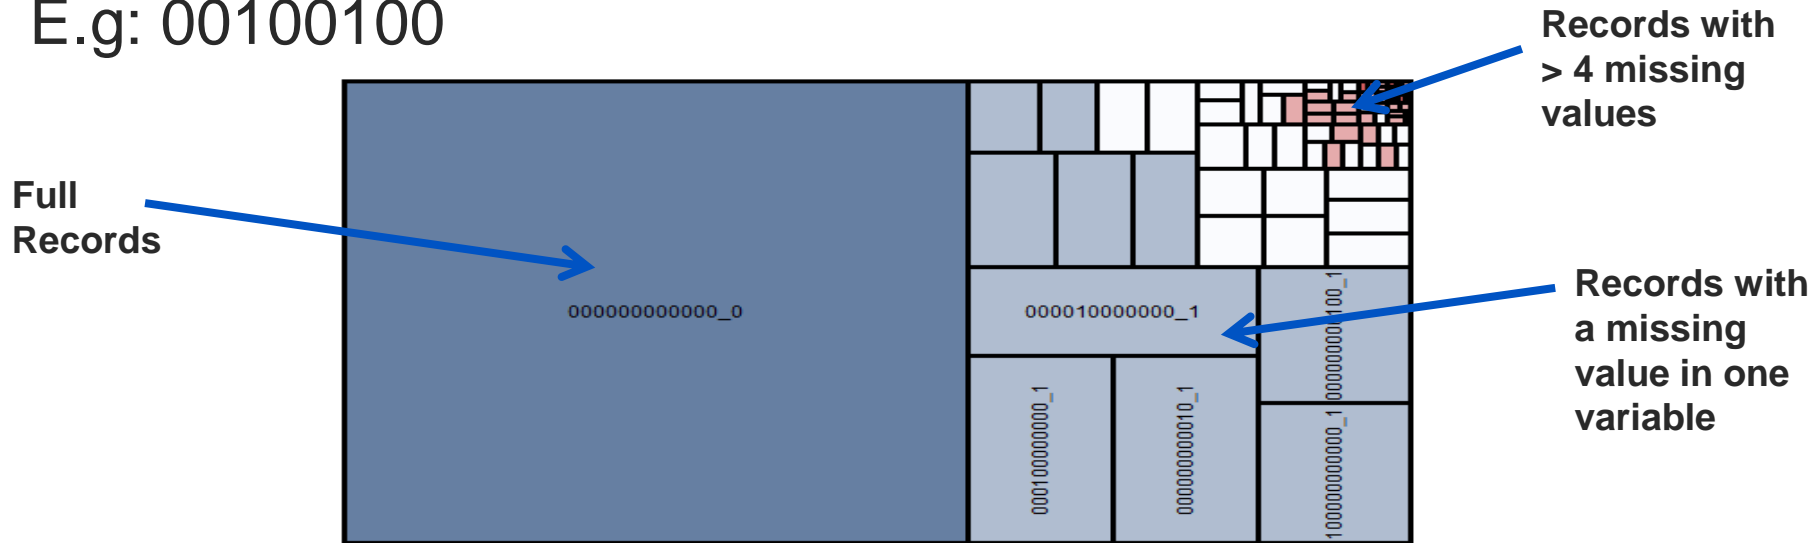 E.g: 00100100
Records with
> 4 missing
values
Full
Records
000000000000_0
000010000000_1
000100000000_1
000000000010_1
000000000100_1
100000000000_1
Records with
a missing
value in one
variable